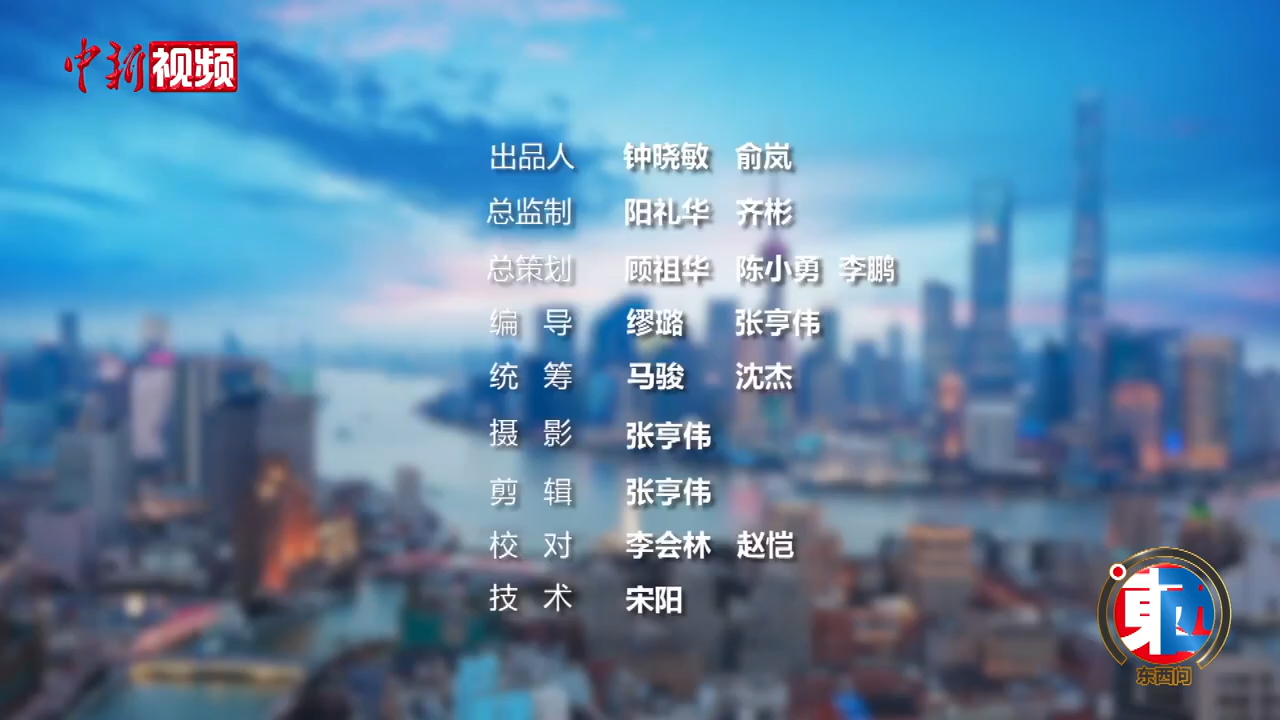 中新视频
出品人 钟晓敏 俞岚
总监制 阳礼华 齐彬
总策划 顾祖华 陈小勇 李鹏
编导 缪璐 张亨伟
统筹 马骏 沈杰
摄影 张亨伟
剪辑 张亨伟
校对 李会林 赵恺
技术 宋阳
東
东西问